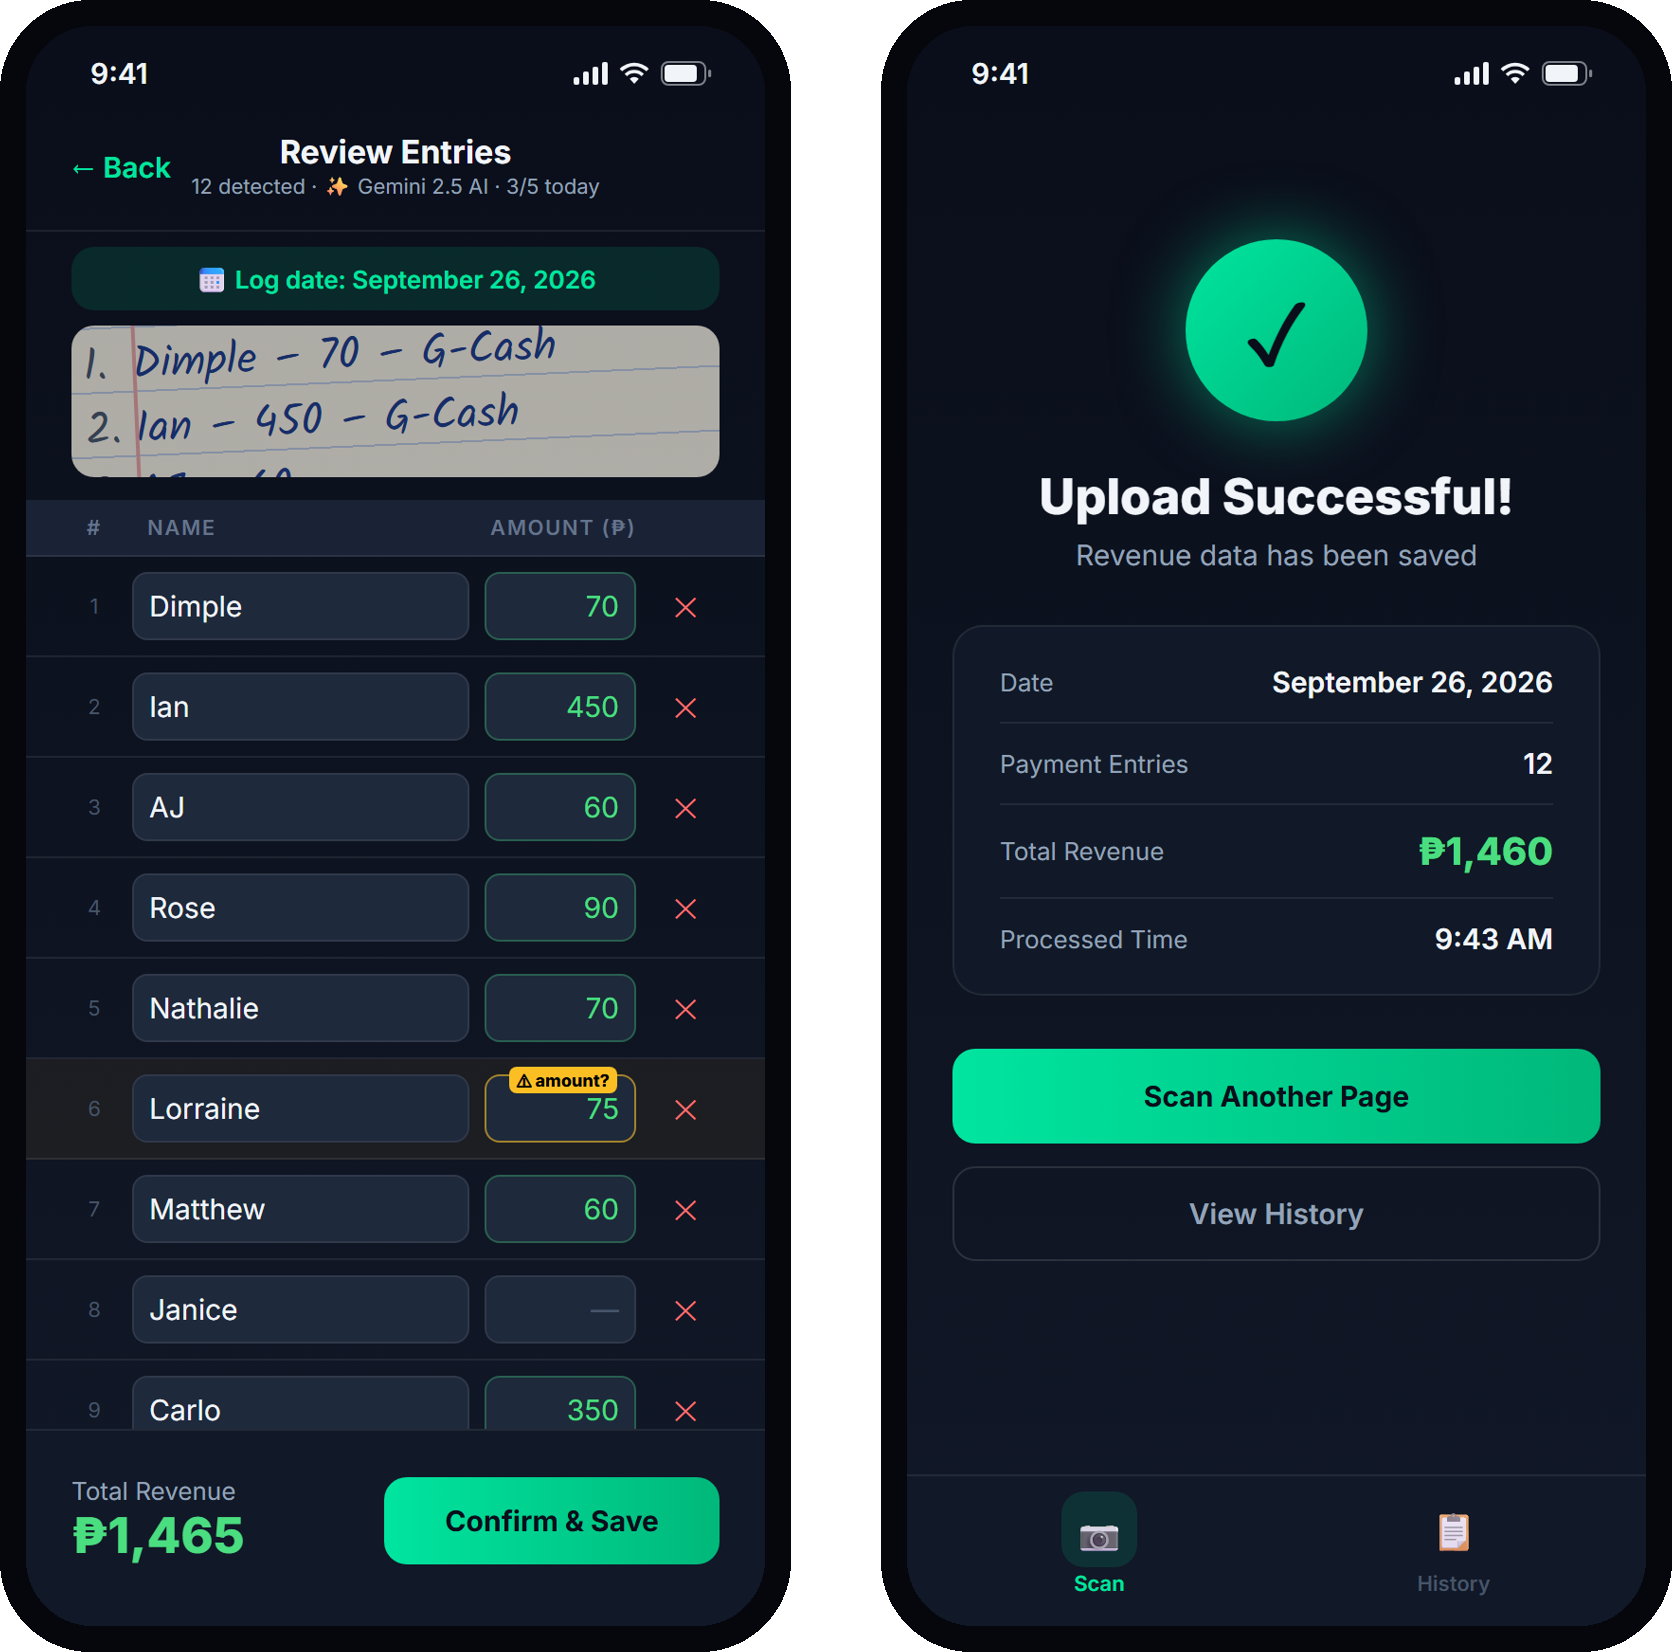 9:41
← Back
Review Entries
12 detected · ✨ Gemini 2.5 AI · 3/5 today
Log date: September 26, 2026
1. Dimple – 70 – G-Cash
2. Ian – 450 – G-Cash
# NAME AMOUNT (₱)
1 Dimple 70
2 Ian 450
3 AJ 60
4 Rose 90
5 Nathalie 70
⚠ amount?
6 Lorraine 75
7 Matthew 60
8 Janice —
9 Carlo 350
Total Revenue
₱1,465
Confirm & Save
9:41
Upload Successful!
Revenue data has been saved
Date September 26, 2026
Payment Entries 12
Total Revenue ₱1,460
Processed Time 9:43 AM
Scan Another Page
View History
Scan
History